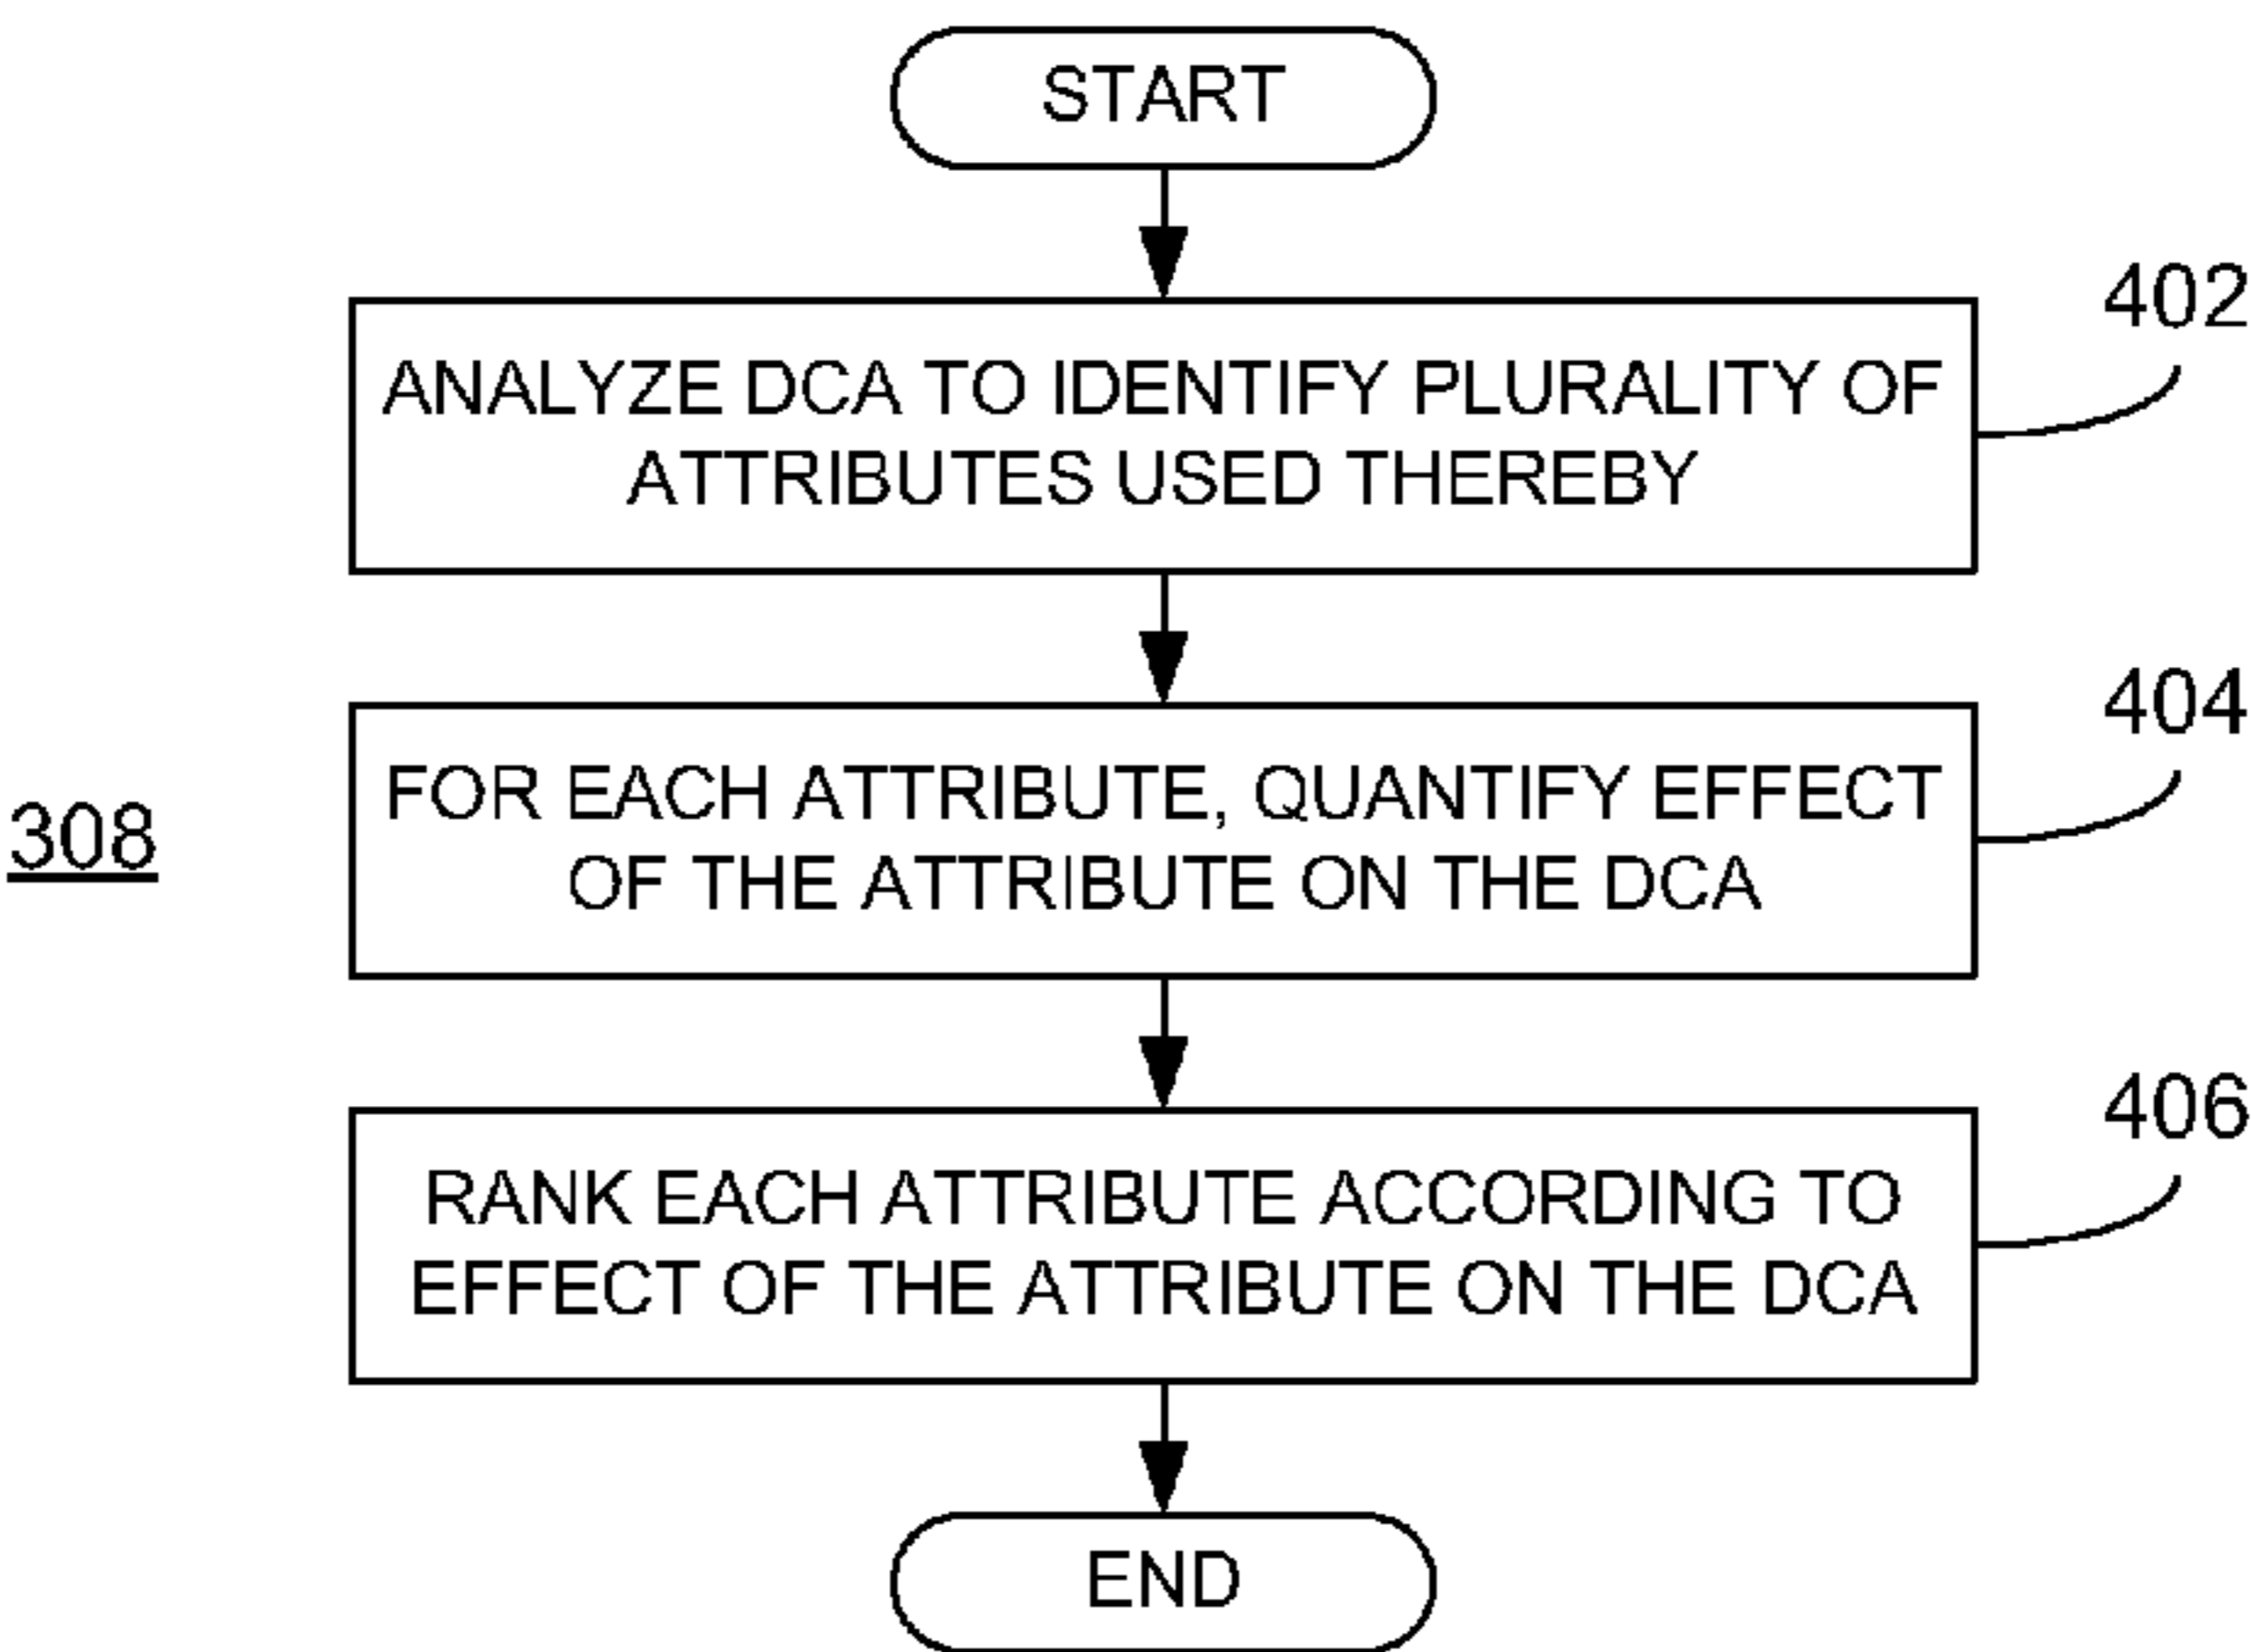 START
402
ANALYZE DCA TO IDENTIFY PLURALITY OF
ATTRIBUTES USED THEREBY
404
FOR EACH ATTRIBUTE, QUANTIFY EFFECT
OF THE ATTRIBUTE ON THE DCA
308
406
RANK EACH ATTRIBUTE ACCORDING TO
EFFECT OF THE ATTRIBUTE ON THE DCA
END